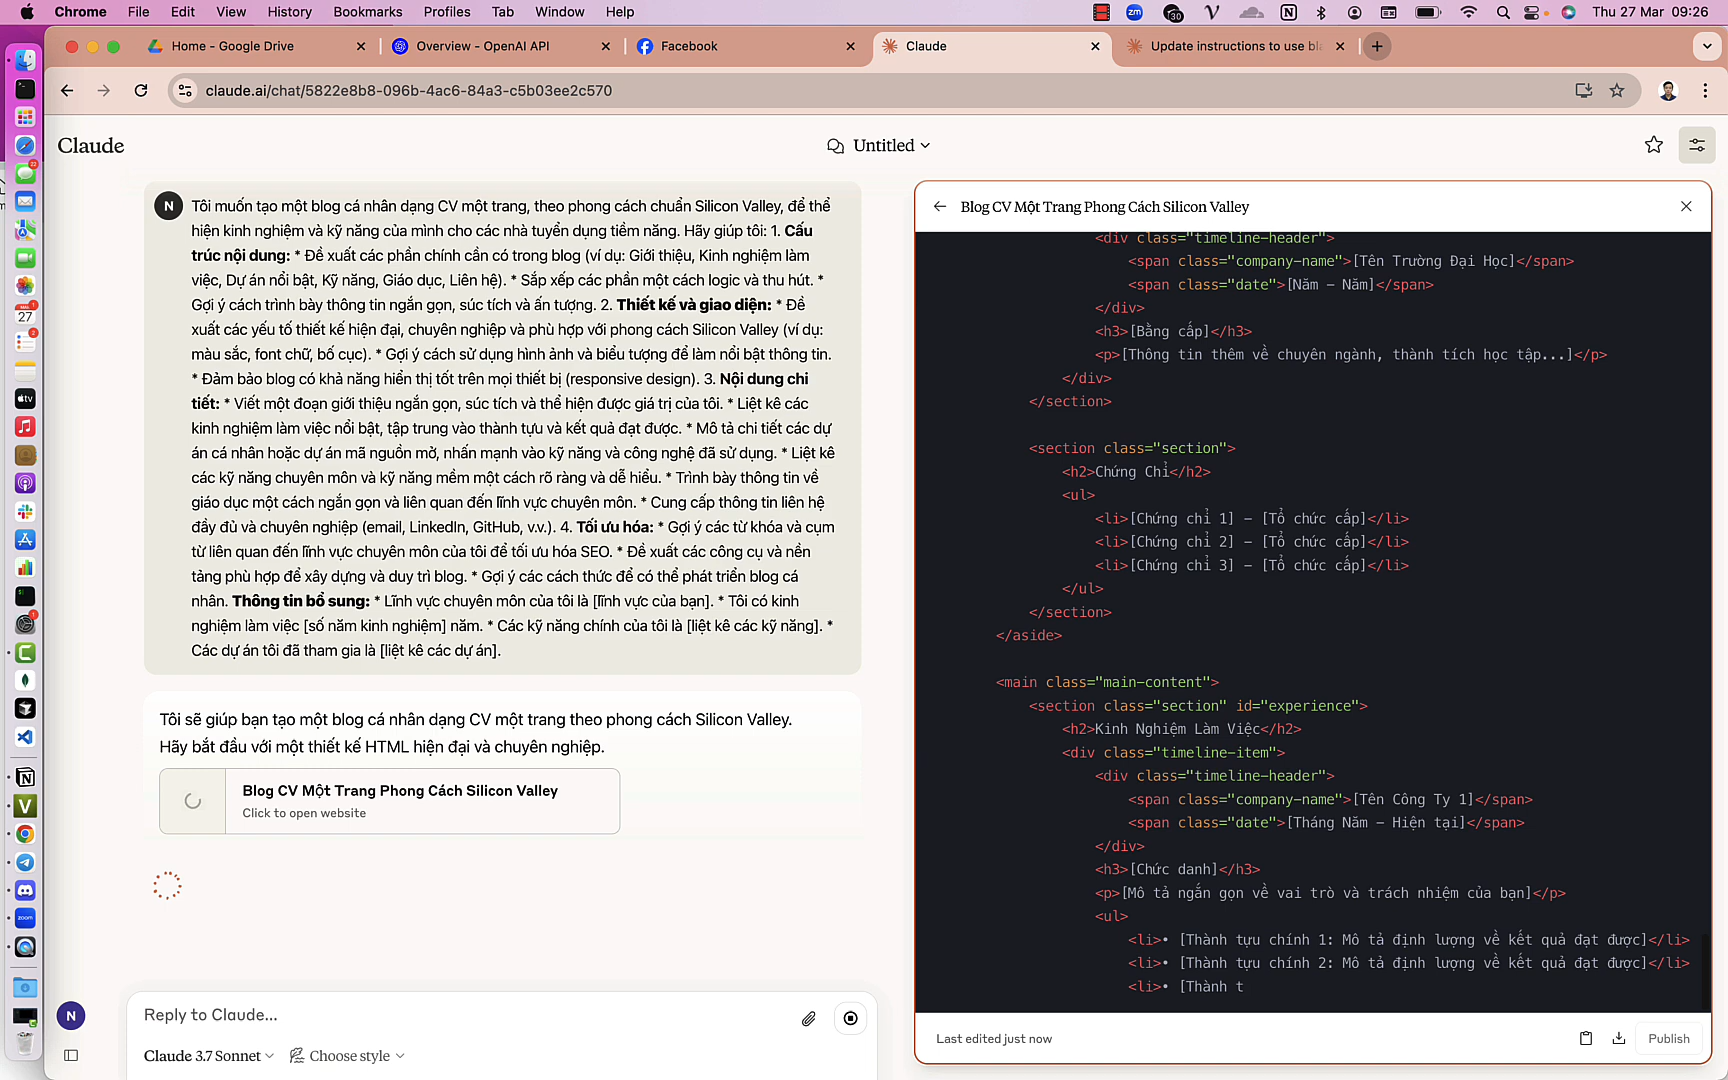 Chrome File Edit View History Bookmarks Profiles Tab Window Help
zm
30
Thu 27 Mar 09:26
Home - Google Drive
Overview - OpenAI API
Facebook
Claude
Update instructions to use bl
claude.ai/chat/5822e8b8-096b-4ac6-84a3-c5b03ee2c570
Claude
Untitled
N
Tôi muốn tạo một blog cá nhân dạng CV một trang, theo phong cách chuẩn Silicon Valley, để thể
hiện kinh nghiệm và kỹ năng của mình cho các nhà tuyển dụng tiềm năng. Hãy giúp tôi: 1. Cấu
trúc nội dung: * Đề xuất các phần chính cần có trong blog (ví dụ: Giới thiệu, Kinh nghiệm làm
việc, Dự án nổi bật, Kỹ năng, Giáo dục, Liên hệ). * Sắp xếp các phần một cách logic và thu hút. *
Gợi ý cách trình bày thông tin ngắn gọn, súc tích và ấn tượng. 2. Thiết kế và giao diện: * Đề
xuất các yếu tố thiết kế hiện đại, chuyên nghiệp và phù hợp với phong cách Silicon Valley (ví dụ:
màu sắc, font chữ, bố cục). * Gợi ý cách sử dụng hình ảnh và biểu tượng để làm nổi bật thông tin.
* Đảm bảo blog có khả năng hiển thị tốt trên mọi thiết bị (responsive design). 3. Nội dung chi
tiết: * Viết một đoạn giới thiệu ngắn gọn, súc tích và thể hiện được giá trị của tôi. * Liệt kê các
kinh nghiệm làm việc nổi bật, tập trung vào thành tựu và kết quả đạt được. * Mô tả chi tiết các dự
án cá nhân hoặc dự án mã nguồn mở, nhấn mạnh vào kỹ năng và công nghệ đã sử dụng. * Liệt kê
các kỹ năng chuyên môn và kỹ năng mềm một cách rõ ràng và dễ hiểu. * Trình bày thông tin về
giáo dục một cách ngắn gọn và liên quan đến lĩnh vực chuyên môn. * Cung cấp thông tin liên hệ
đầy đủ và chuyên nghiệp (email, LinkedIn, GitHub, v.v.). 4. Tối ưu hóa: * Gợi ý các từ khóa và cụm
từ liên quan đến lĩnh vực chuyên môn của tôi để tối ưu hóa SEO. * Đề xuất các công cụ và nền
tảng phù hợp để xây dựng và duy trì blog. * Gợi ý các cách thức để có thể phát triển blog cá
nhân. Thông tin bổ sung: * Lĩnh vực chuyên môn của tôi là [lĩnh vực của bạn]. * Tôi có kinh
nghiệm làm việc [số năm kinh nghiệm] năm. * Các kỹ năng chính của tôi là [liệt kê các kỹ năng]. *
Các dự án tôi đã tham gia là [liệt kê các dự án].
Tôi sẽ giúp bạn tạo một blog cá nhân dạng CV một trang theo phong cách Silicon Valley.
Hãy bắt đầu với một thiết kế HTML hiện đại và chuyên nghiệp.
Blog CV Một Trang Phong Cách Silicon Valley
Click to open website
N
Reply to Claude...
Claude 3.7 Sonnet
Choose style
Blog CV Một Trang Phong Cách Silicon Valley
<div class="timeline-header">
<span class="company-name">[Tên Trường Đại Học]</span>
<span class="date">[Năm - Năm]</span>
</div>
<h3>[Bằng cấp]</h3>
<p>[Thông tin thêm về chuyên ngành, thành tích học tập...]</p>
</div>
</section>
<section class="section">
<h2>Chứng Chỉ</h2>
<ul>
<li>[Chứng chỉ 1] - [Tổ chức cấp]</li>
<li>[Chứng chỉ 2] - [Tổ chức cấp]</li>
<li>[Chứng chỉ 3] - [Tổ chức cấp]</li>
</ul>
</section>
</aside>
<main class="main-content">
<section class="section" id="experience">
<h2>Kinh Nghiệm Làm Việc</h2>
<div class="timeline-item">
<div class="timeline-header">
<span class="company-name">[Tên Công Ty 1]</span>
<span class="date">[Tháng Năm - Hiện tại]</span>
</div>
<h3>[Chức danh]</h3>
<p>[Mô tả ngắn gọn về vai trò và trách nhiệm của bạn]</p>
<ul>
<li>• [Thành tựu chính 1: Mô tả định lượng về kết quả đạt được]</li>
<li>• [Thành tựu chính 2: Mô tả định lượng về kết quả đạt được]</li>
<li>• [Thành t
Last edited just now
Publish
22
27
tv
zoom